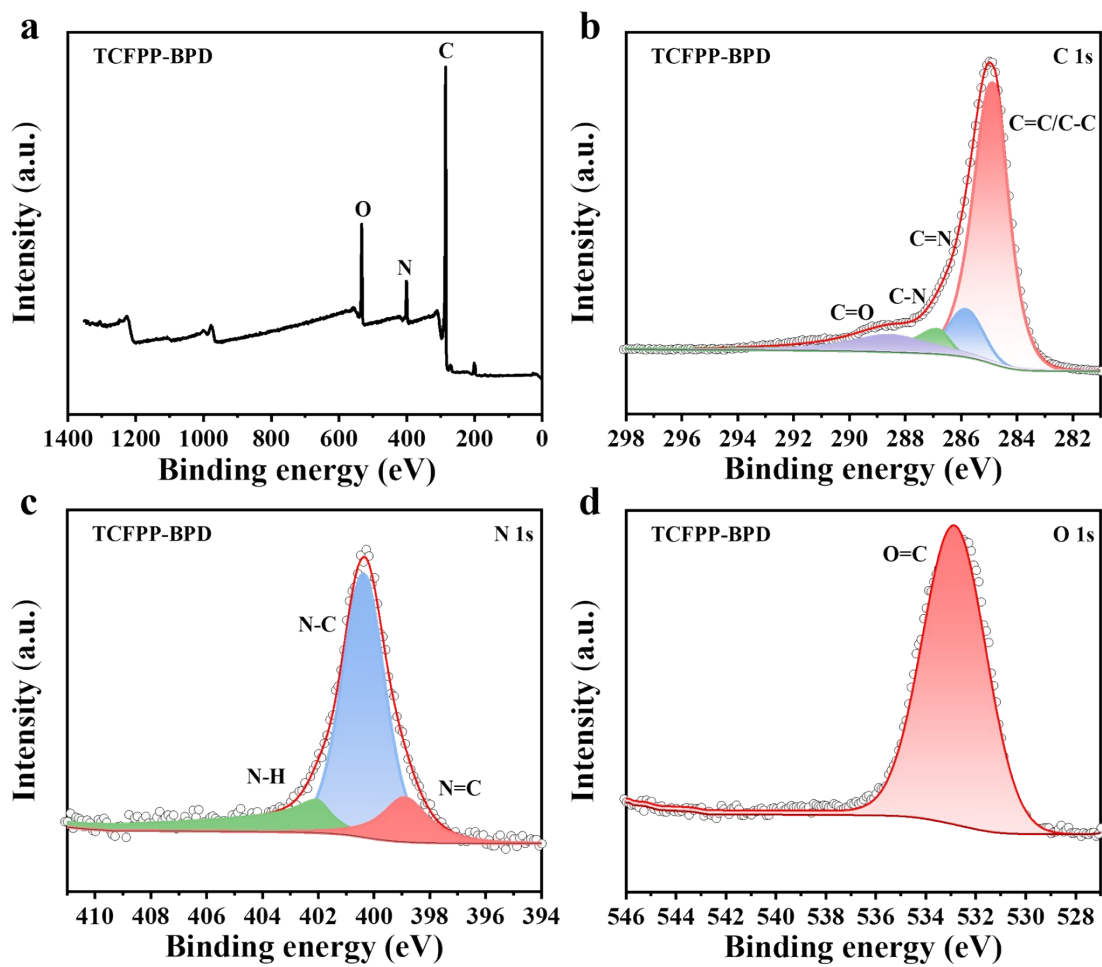 a
TCFPP-BPD
C
O
N
Intensity (a.u.)
1400 1200 1000 800 600 400 200 0
Binding energy (eV)
b
TCFPP-BPD
C 1s
C=C/C-C
C=N
C-N
C=O
Intensity (a.u.)
298 296 294 292 290 288 286 284 282
Binding energy (eV)
c
TCFPP-BPD
N 1s
N-C
N-H
N=C
Intensity (a.u.)
410 408 406 404 402 400 398 396 394
Binding energy (eV)
d
TCFPP-BPD
O 1s
O=C
Intensity (a.u.)
546 544 542 540 538 536 534 532 530 528
Binding energy (eV)